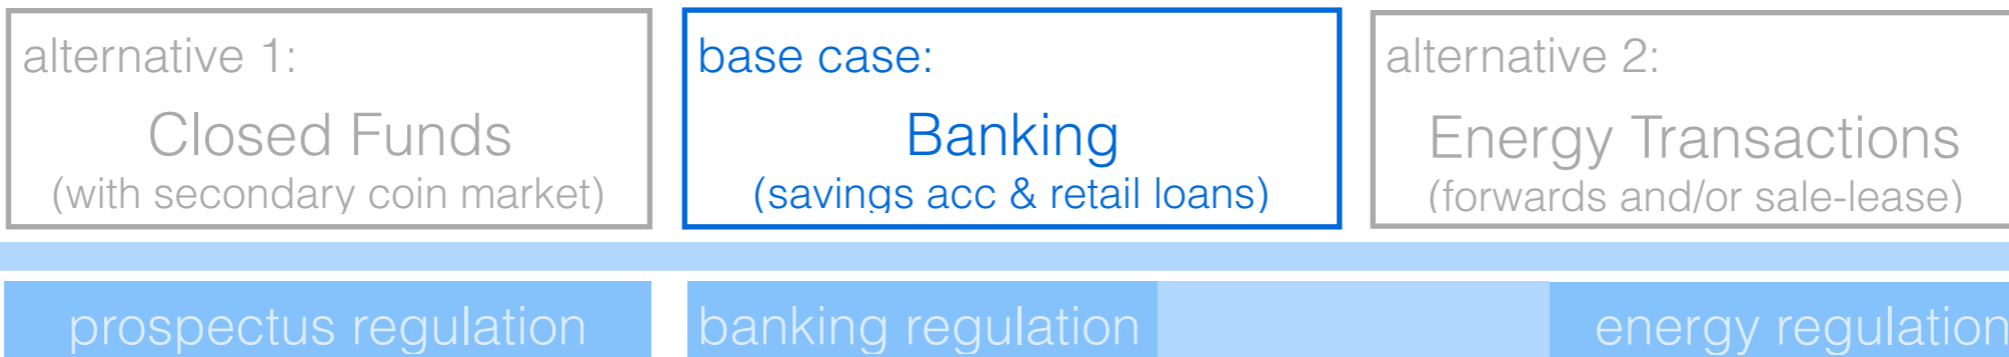 alternative 1:
Closed Funds
(with secondary coin market)
base case:
Banking
(savings acc & retail loans)
alternative 2:
Energy Transactions
(forwards and/or sale-lease)
prospectus regulation
banking regulation
energy regulation